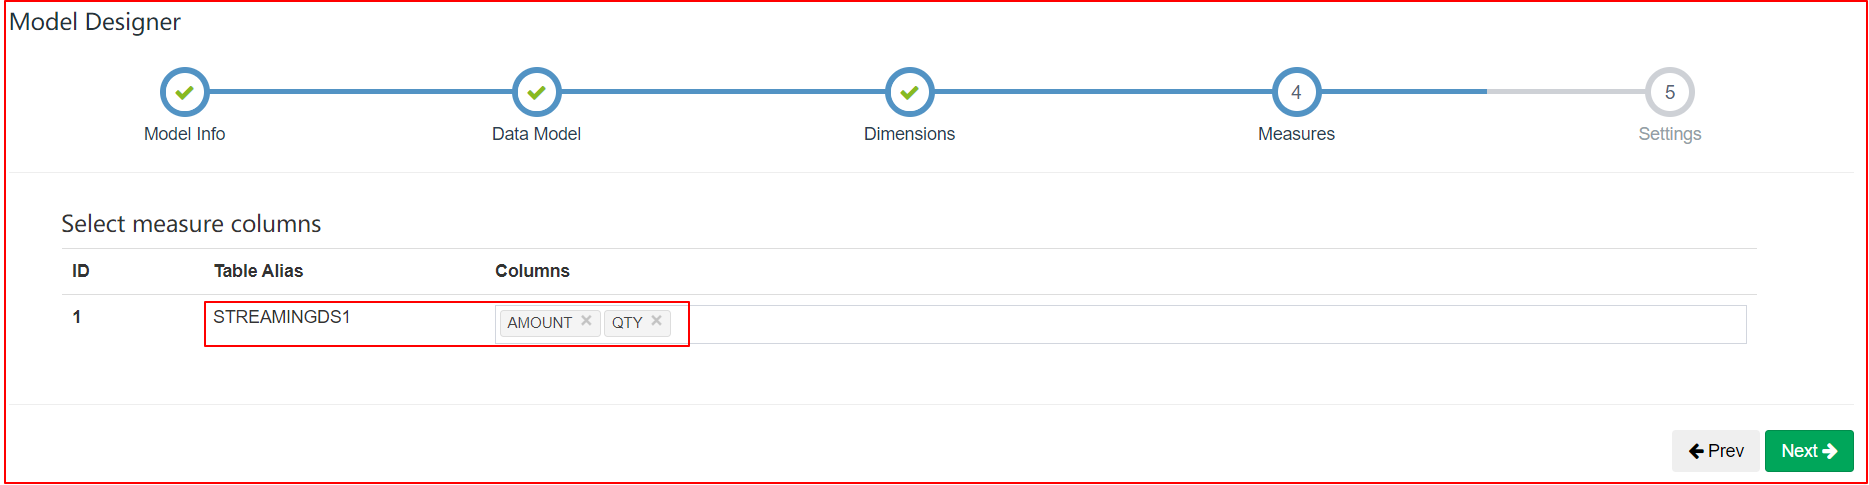 Model Designer
4
5
Model Info
Data Model
Dimensions
Measures
Settings
Select measure columns
ID Table Alias Columns
1 STREAMINGDS1 AMOUNT × QTY ×
Prev Next